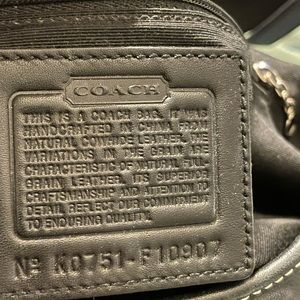 COACH
THIS IS A COACH BAG. IT WAS
HANDCRAFTED IN CHINA FROM
NATURAL COWHIDE LEATHER. THE
VARIATIONS IN THE GRAIN ARE
CHARACTERISTIC OF NATURAL FULL-
GRAIN LEATHER. ITS SUPERIOR
CRAFTSMANSHIP AND ATTENTION TO
DETAIL REFLECT OUR COMMITMENT
TO ENDURING QUALITY.
Nº K0751-F10907